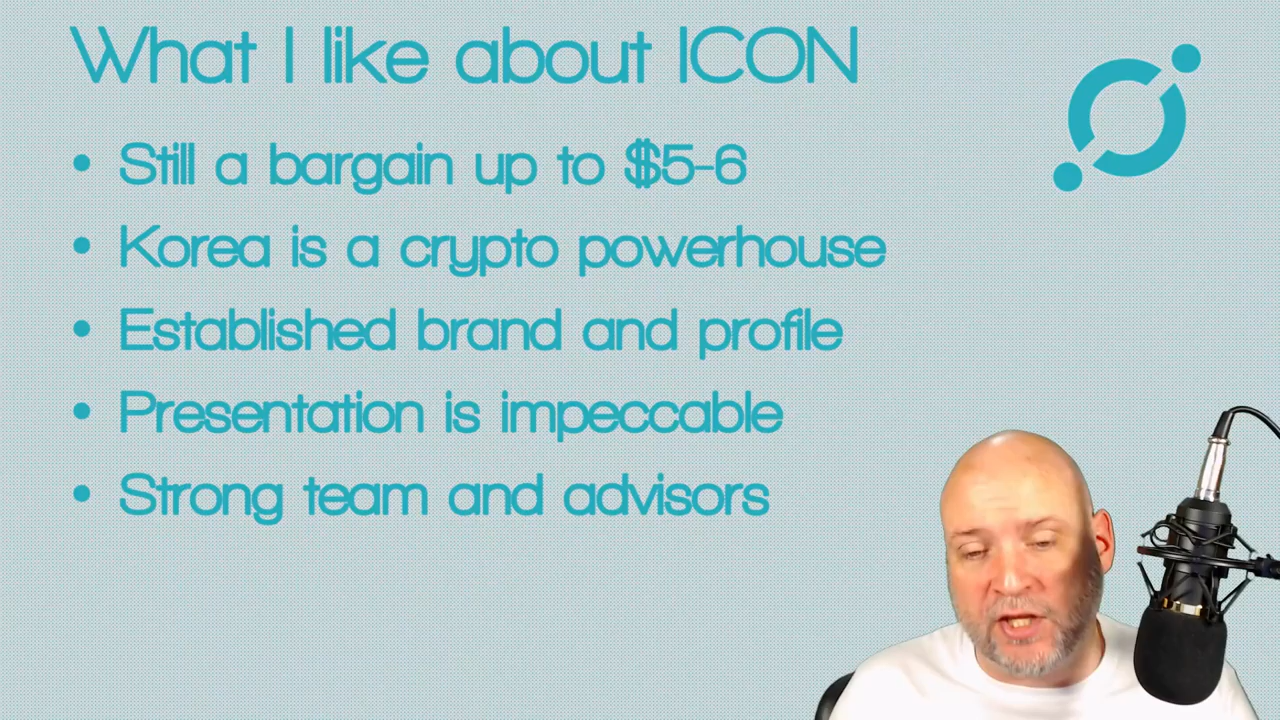 What I like about ICON
• Still a bargain up to $5-6
• Korea is a crypto powerhouse
• Established brand and profile
• Presentation is impeccable
• Strong team and advisors